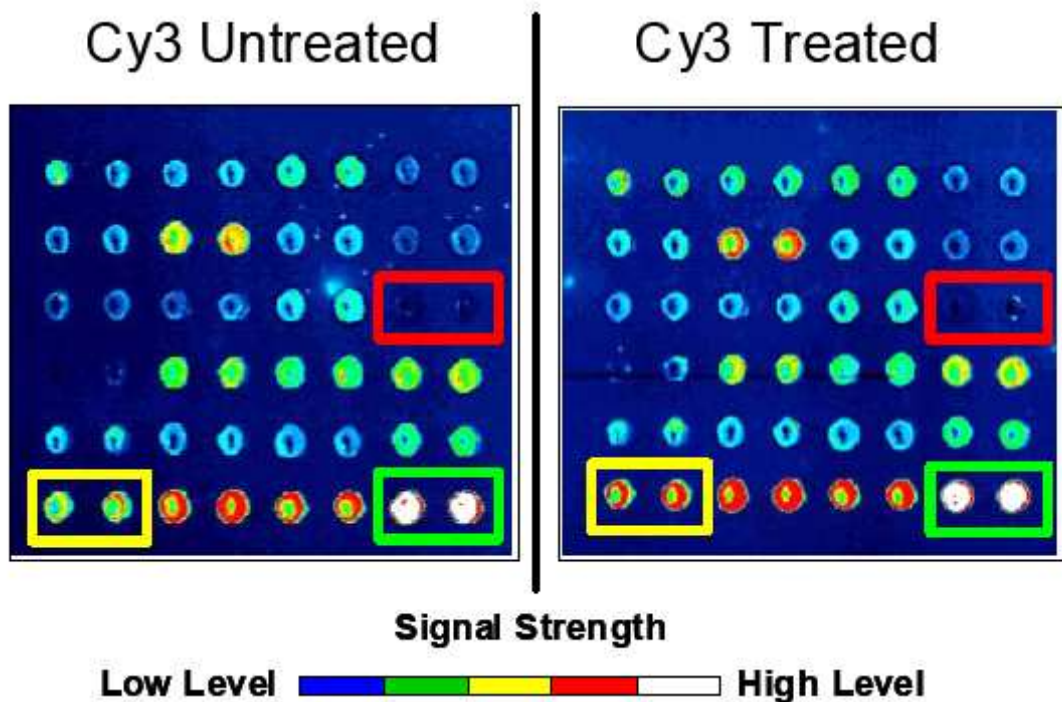 Cy3 Untreated
Cy3 Treated
Signal Strength
Low Level
High Level